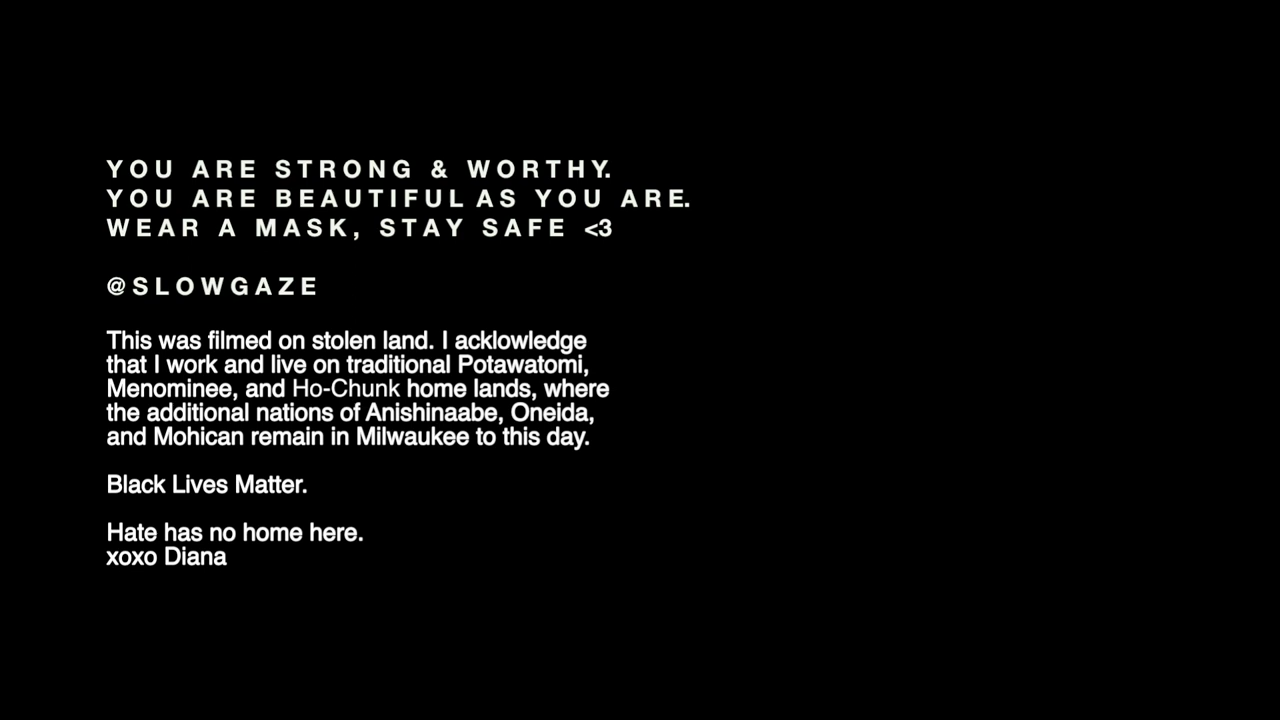 YOU ARE STRONG & WORTHY.
YOU ARE BEAUTIFUL AS YOU ARE.
WEAR A MASK, STAY SAFE <3
@SLOWGAZE
This was filmed on stolen land. I acklowledge
that I work and live on traditional Potawatomi,
Menominee, and Ho-Chunk home lands, where
the additional nations of Anishinaabe, Oneida,
and Mohican remain in Milwaukee to this day.
Black Lives Matter.
Hate has no home here.
xoxo Diana